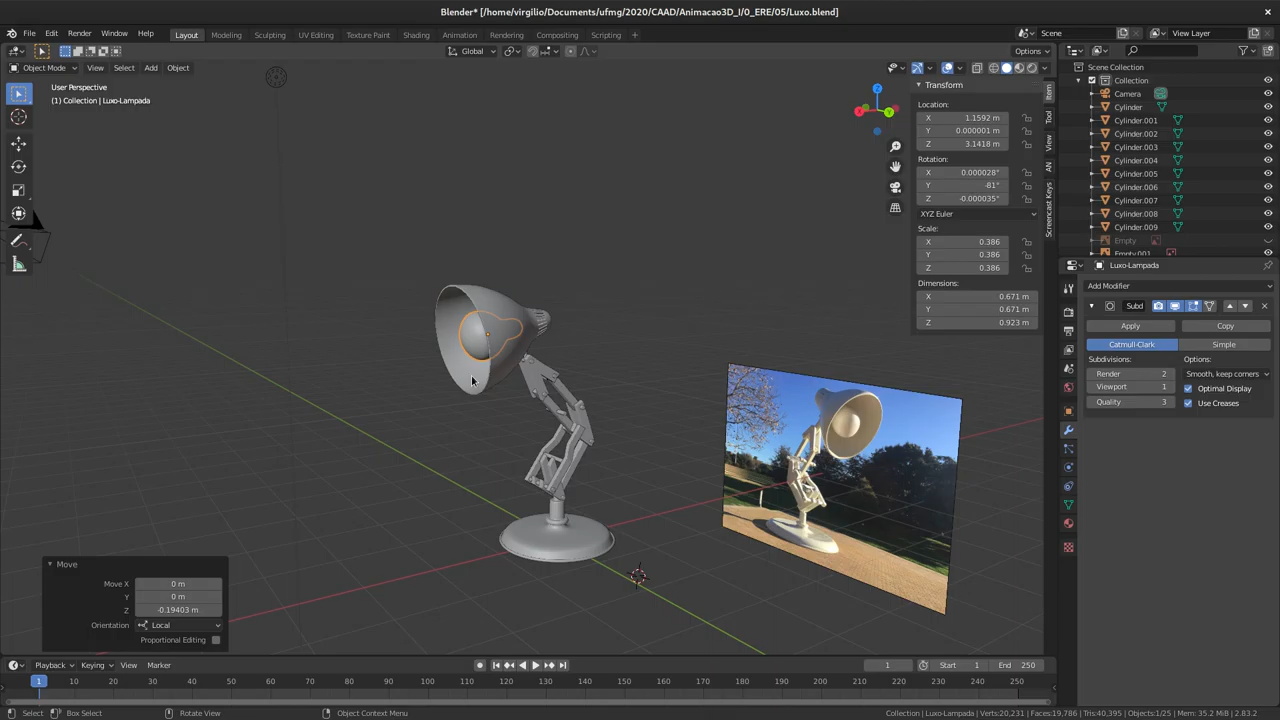 Blender* [/home/virgilio/Documents/ufmg/2020/CAAD/Animacao3D_I/0_ERE/05/Luxo.blend]
File Edit Render Window Help Layout Modeling Sculpting UV Editing Texture Paint Shading Animation Rendering Compositing Scripting + Scene View Layer
Global Options
Object Mode View Select Add Object
User Perspective
(1) Collection | Luxo-Lampada
Transform
Location:
X 1.1592 m
Y 0.000001 m
Z 3.1418 m
Rotation:
X 0.000028°
Y -81°
Z -0.000035°
XYZ Euler
Scale:
X 0.386
Y 0.386
Z 0.386
Dimensions:
X 0.671 m
Y 0.671 m
Z 0.923 m
Item
Tool
View
AN
Screencast Keys
Z
X
Y
Scene Collection
Collection
Camera
Cylinder
Cylinder.001
Cylinder.002
Cylinder.003
Cylinder.004
Cylinder.005
Cylinder.006
Cylinder.007
Cylinder.008
Cylinder.009
Empty
Empty.001
Luxo-Lampada
Add Modifier
Subd
Apply Copy
Catmull-Clark Simple
Subdivisions: Options:
Render 2 Smooth, keep corners
Viewport 1 Optimal Display
Quality 3 Use Creases
Move
Move X 0 m
Y 0 m
Z -0.19403 m
Orientation Local
Proportional Editing
Playback Keying View Marker 1 Start 1 End 250
1 10 20 30 40 50 60 70 80 90 100 110 120 130 140 150 160 170 180 190 200 210 220 230 240 250
Select Box Select Rotate View Object Context Menu Collection | Luxo-Lampada | Verts:20,231 | Faces:19,786 | Tris:40,395 | Objects:1/25 | Mem: 35.2 MiB | 2.83.2